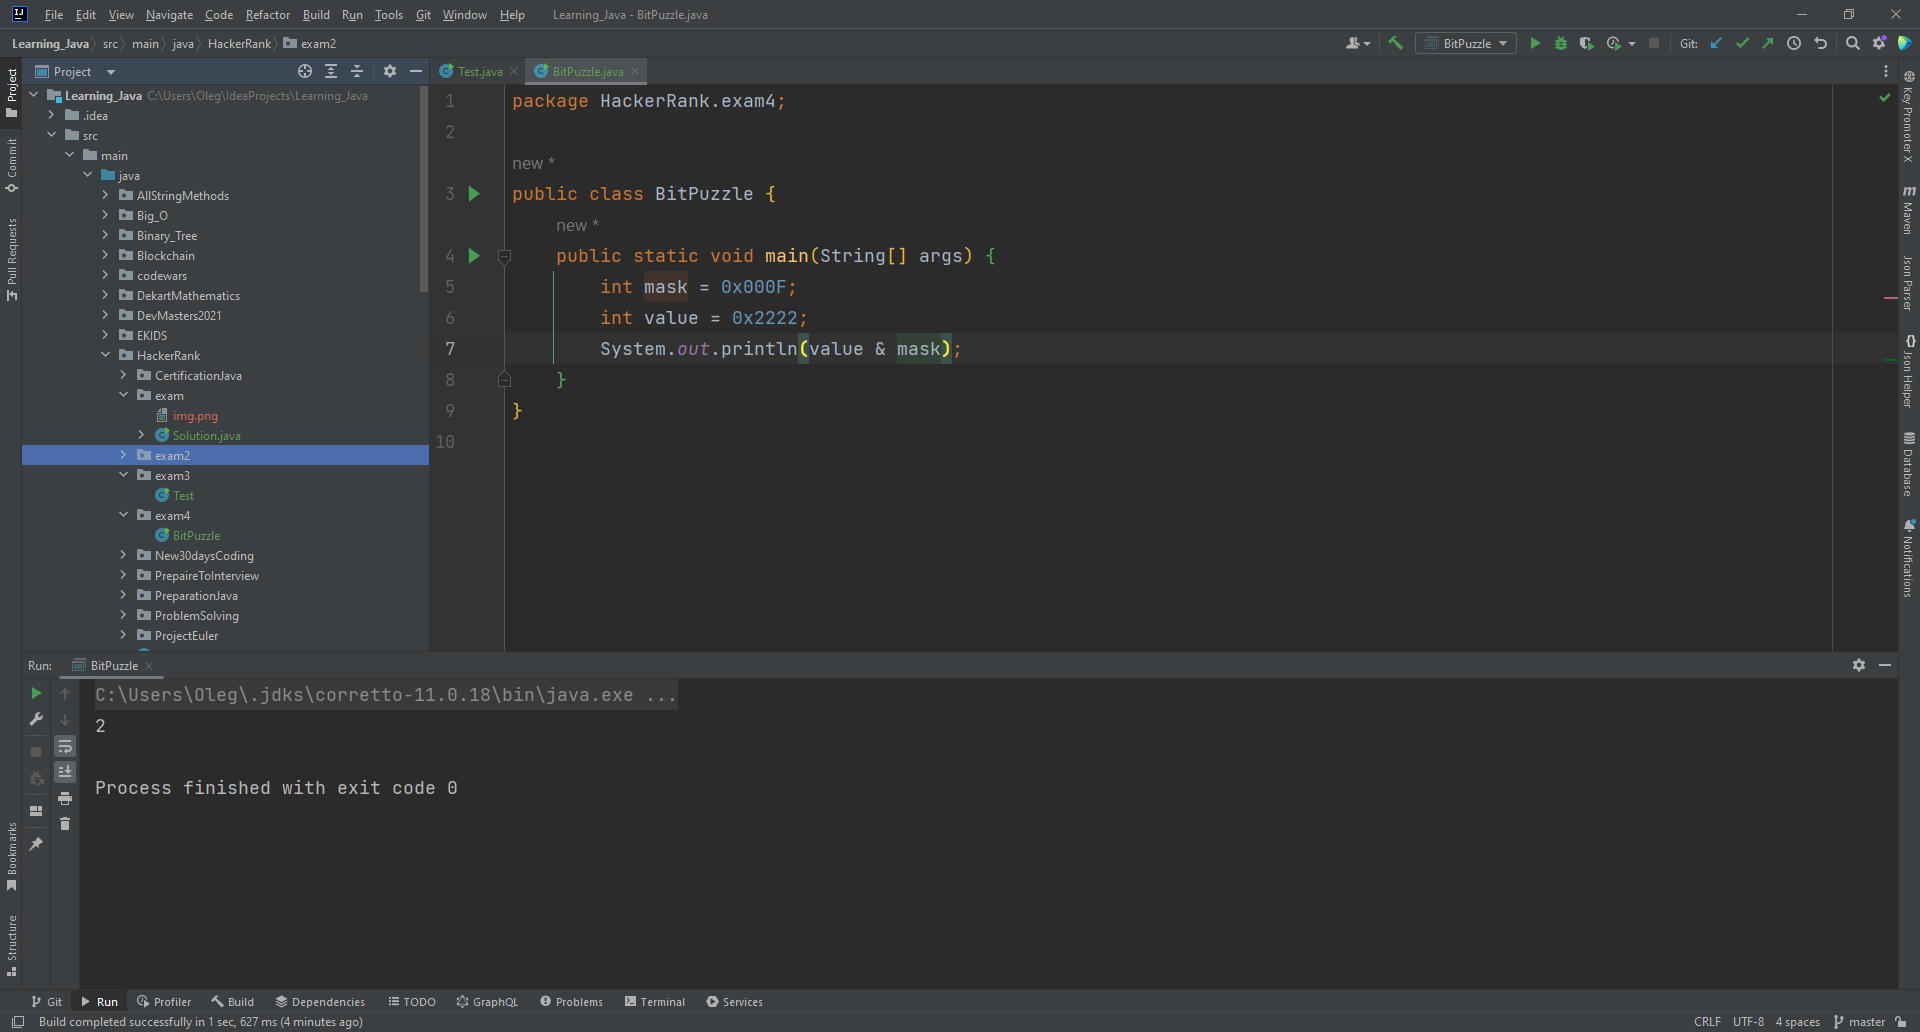 File Edit View Navigate Code Refactor Build Run Tools Git Window Help Learning_Java - BitPuzzle.java
Learning_Java src main java HackerRank exam2 BitPuzzle Git:
Project
Commit
Pull Requests
Bookmarks
Structure
Project
Learning_Java C:\Users\Oleg\IdeaProjects\Learning_Java
.idea
src
main
java
AllStringMethods
Big_O
Binary_Tree
Blockchain
codewars
DekartMathematics
DevMasters2021
EKIDS
HackerRank
CertificationJava
exam
img.png
Solution.java
exam2
exam3
Test
exam4
BitPuzzle
New30daysCoding
PrepaireToInterview
PreparationJava
ProblemSolving
ProjectEuler
Test.java BitPuzzle.java
1 package HackerRank.exam4;
2
new *
3 public class BitPuzzle {
new *
4 public static void main(String[] args) {
5 int mask = 0x000F;
6 int value = 0x2222;
7 System.out.println(value & mask);
8 }
9 }
10
Key Promoter X
m Maven
Json Parser
{} Json Helper
Database
Notifications
Run: BitPuzzle
C:\Users\Oleg\.jdks\corretto-11.0.18\bin\java.exe ...
2
Process finished with exit code 0
Git Run Profiler Build Dependencies TODO GraphQL Problems Terminal Services
Build completed successfully in 1 sec, 627 ms (4 minutes ago) CRLF UTF-8 4 spaces master